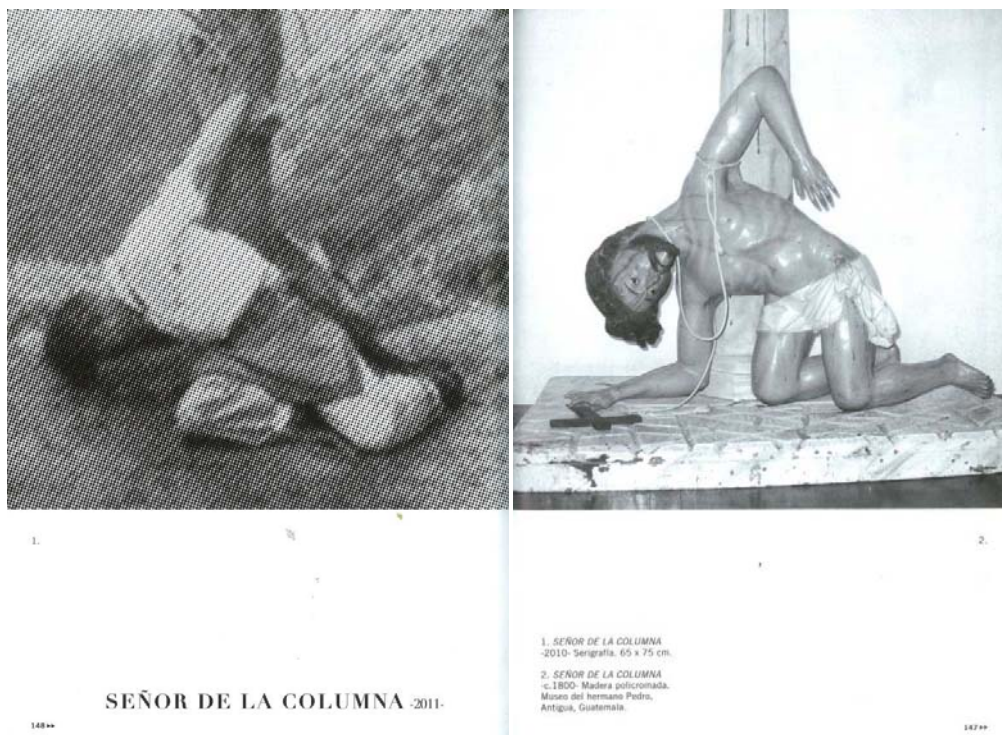 1.
SEÑOR DE LA COLUMNA -2011-
148 ▸▸
2.
1. SEÑOR DE LA COLUMNA
-2010- Serigrafía. 65 x 75 cm.
2. SEÑOR DE LA COLUMNA
-c.1800- Madera policromada.
Museo del hermano Pedro,
Antigua, Guatemala.
147 ▸▸